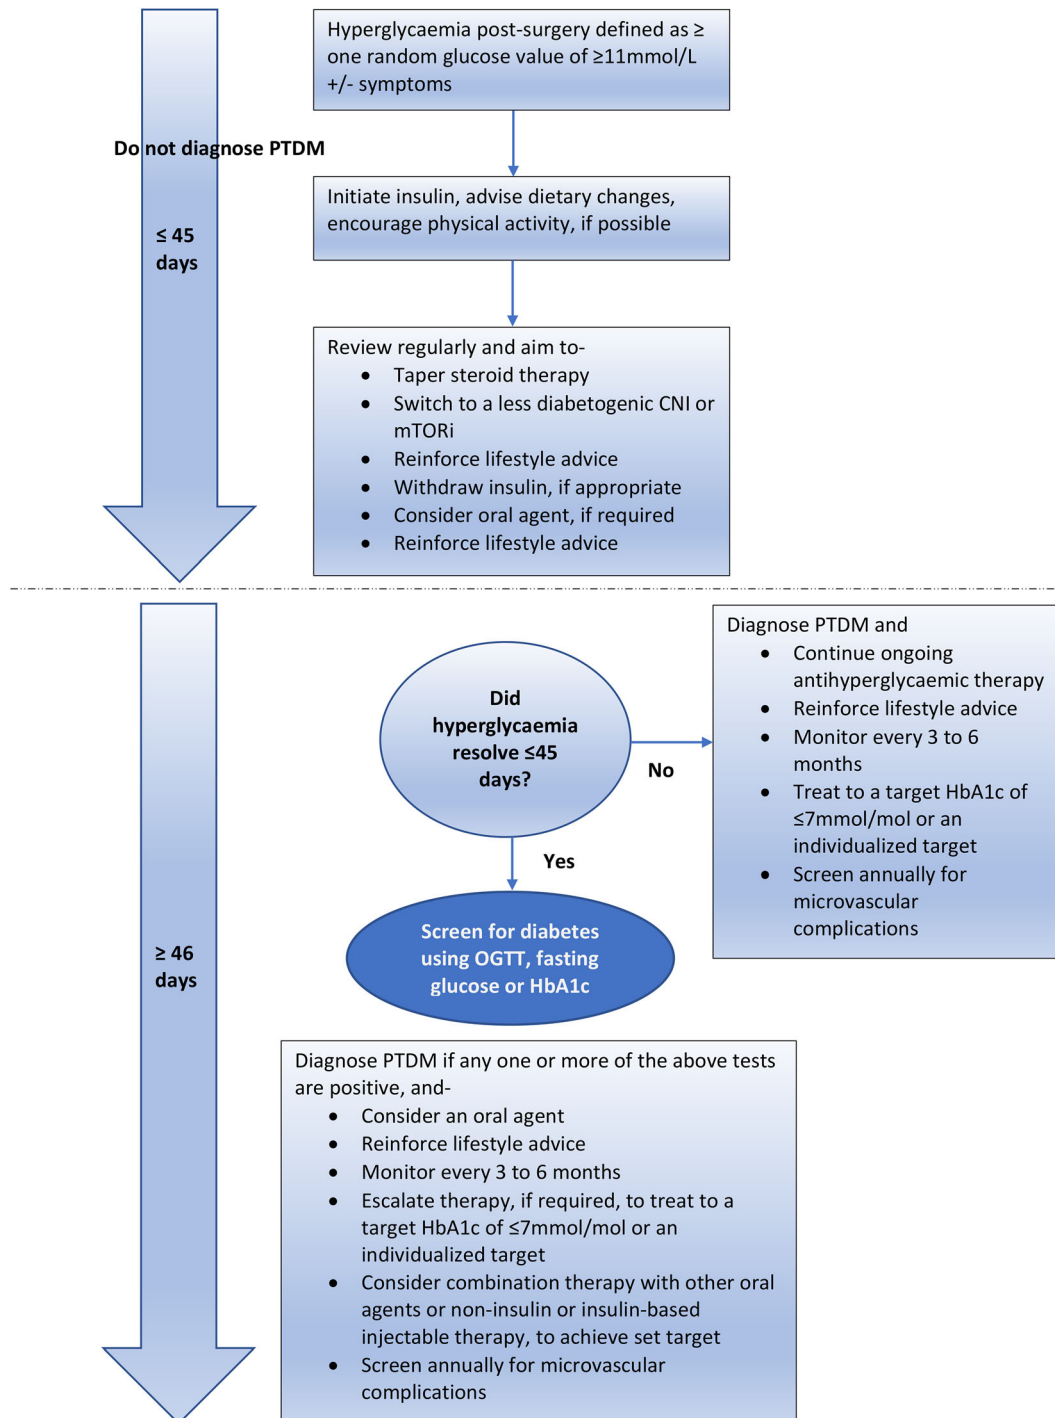 Hyperglycaemia post-surgery defined as ≥
one random glucose value of ≥11mmol/L
+/- symptoms
Do not diagnose PTDM
Initiate insulin, advise dietary changes,
encourage physical activity, if possible
≤ 45
days
Review regularly and aim to-
• Taper steroid therapy
• Switch to a less diabetogenic CNI or
mTORi
• Reinforce lifestyle advice
• Withdraw insulin, if appropriate
• Consider oral agent, if required
• Reinforce lifestyle advice
Did
hyperglycaemia
resolve ≤45
days?
No
Diagnose PTDM and
• Continue ongoing
antihyperglycaemic therapy
• Reinforce lifestyle advice
• Monitor every 3 to 6
months
• Treat to a target HbA1c of
≤7mmol/mol or an
individualized target
• Screen annually for
microvascular
complications
Yes
≥ 46
days
Screen for diabetes
using OGTT, fasting
glucose or HbA1c
Diagnose PTDM if any one or more of the above tests
are positive, and-
• Consider an oral agent
• Reinforce lifestyle advice
• Monitor every 3 to 6 months
• Escalate therapy, if required, to treat to a
target HbA1c of ≤7mmol/mol or an
individualized target
• Consider combination therapy with other oral
agents or non-insulin or insulin-based
injectable therapy, to achieve set target
• Screen annually for microvascular
complications